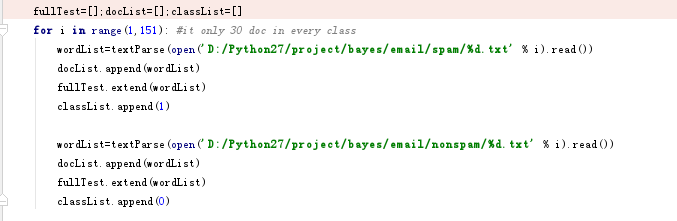 fullTest=[];docList=[];classList=[]
for i in range(1,151): #it only 30 doc in every class
    wordList=textParse(open('D:/Python27/project/bayes/email/spam/%d.txt' % i).read())
    docList.append(wordList)
    fullTest.extend(wordList)
    classList.append(1)

    wordList=textParse(open('D:/Python27/project/bayes/email/nonspam/%d.txt' % i).read())
    docList.append(wordList)
    fullTest.extend(wordList)
    classList.append(0)